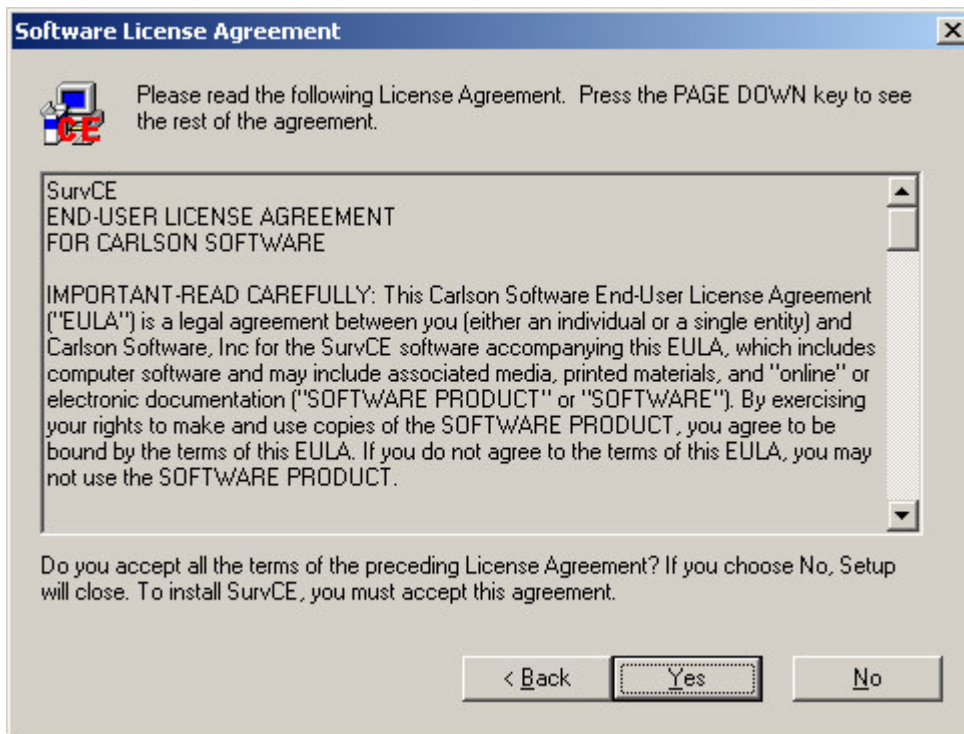 Software License Agreement
Please read the following License Agreement. Press the PAGE DOWN key to see
the rest of the agreement.
CE
SurvCE
END-USER LICENSE AGREEMENT
FOR CARLSON SOFTWARE
IMPORTANT-READ CAREFULLY: This Carlson Software End-User License Agreement
("EULA") is a legal agreement between you (either an individual or a single entity) and
Carlson Software, Inc for the SurvCE software accompanying this EULA, which includes
computer software and may include associated media, printed materials, and "online" or
electronic documentation ("SOFTWARE PRODUCT" or "SOFTWARE"). By exercising
your rights to make and use copies of the SOFTWARE PRODUCT, you agree to be
bound by the terms of this EULA. If you do not agree to the terms of this EULA, you may
not use the SOFTWARE PRODUCT.
Do you accept all the terms of the preceding License Agreement? If you choose No, Setup
will close. To install SurvCE, you must accept this agreement.
< Back Yes No